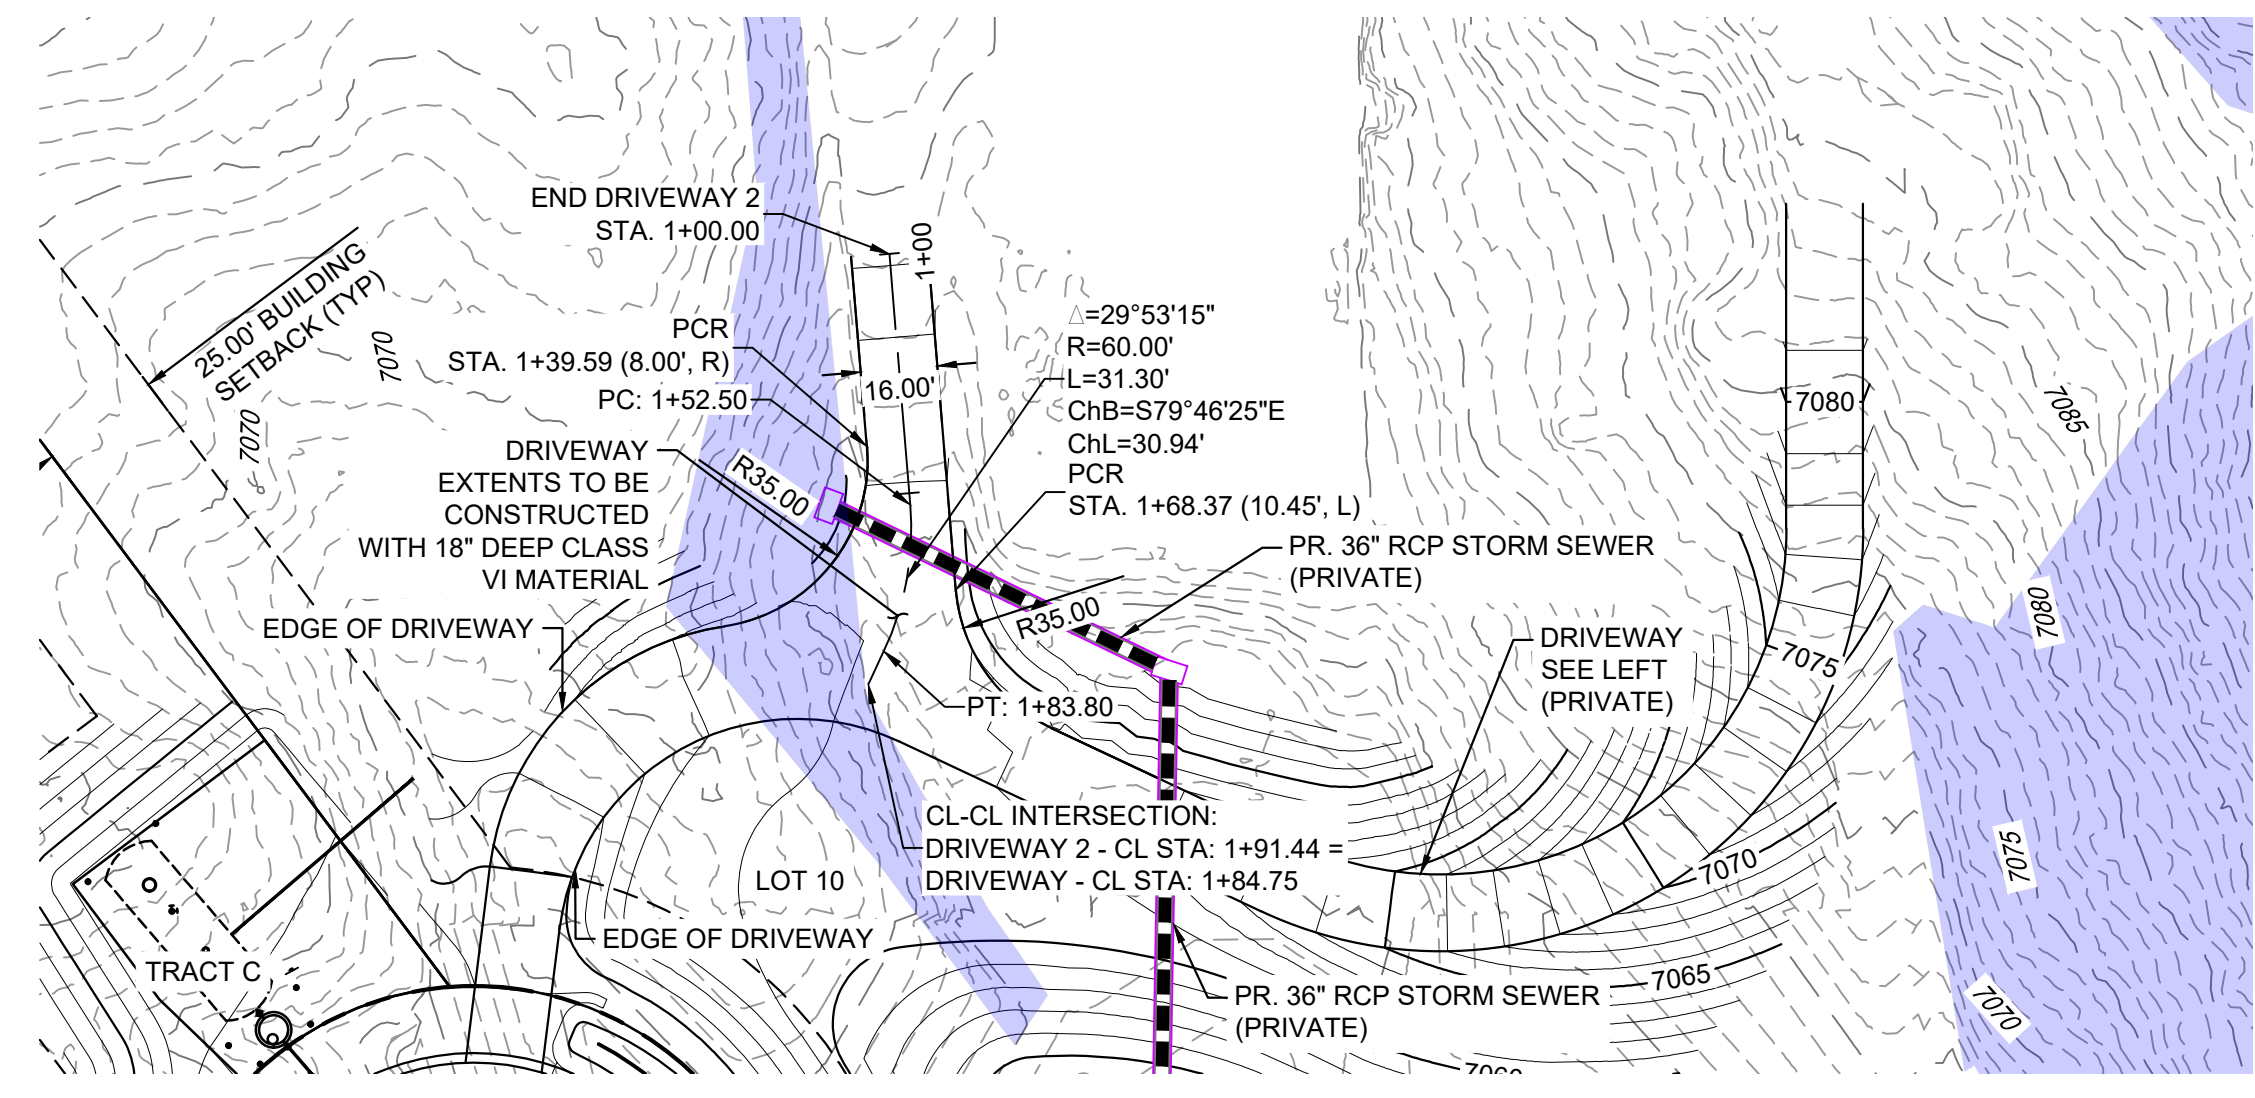 END DRIVEWAY 2
STA. 1+00.00
1+00
25.00' BUILDING
SETBACK (TYP)
7070
7070
PCR
STA. 1+39.59 (8.00', R)
PC: 1+52.50
16.00'
Δ=29°53'15"
R=60.00'
L=31.30'
ChB=S79°46'25"E
ChL=30.94'
PCR
STA. 1+68.37 (10.45', L)
7080
7085
DRIVEWAY
EXTENTS TO BE
CONSTRUCTED
WITH 18" DEEP CLASS
VI MATERIAL
R35.00
PR. 36" RCP STORM SEWER
(PRIVATE)
R35.00
EDGE OF DRIVEWAY
DRIVEWAY
SEE LEFT
(PRIVATE)
7075
7080
PT: 1+83.80
CL-CL INTERSECTION:
DRIVEWAY 2 - CL STA: 1+91.44 =
DRIVEWAY - CL STA: 1+84.75
LOT 10
7070
7075
EDGE OF DRIVEWAY
TRACT C
7065
PR. 36" RCP STORM SEWER
(PRIVATE)
7070
7060